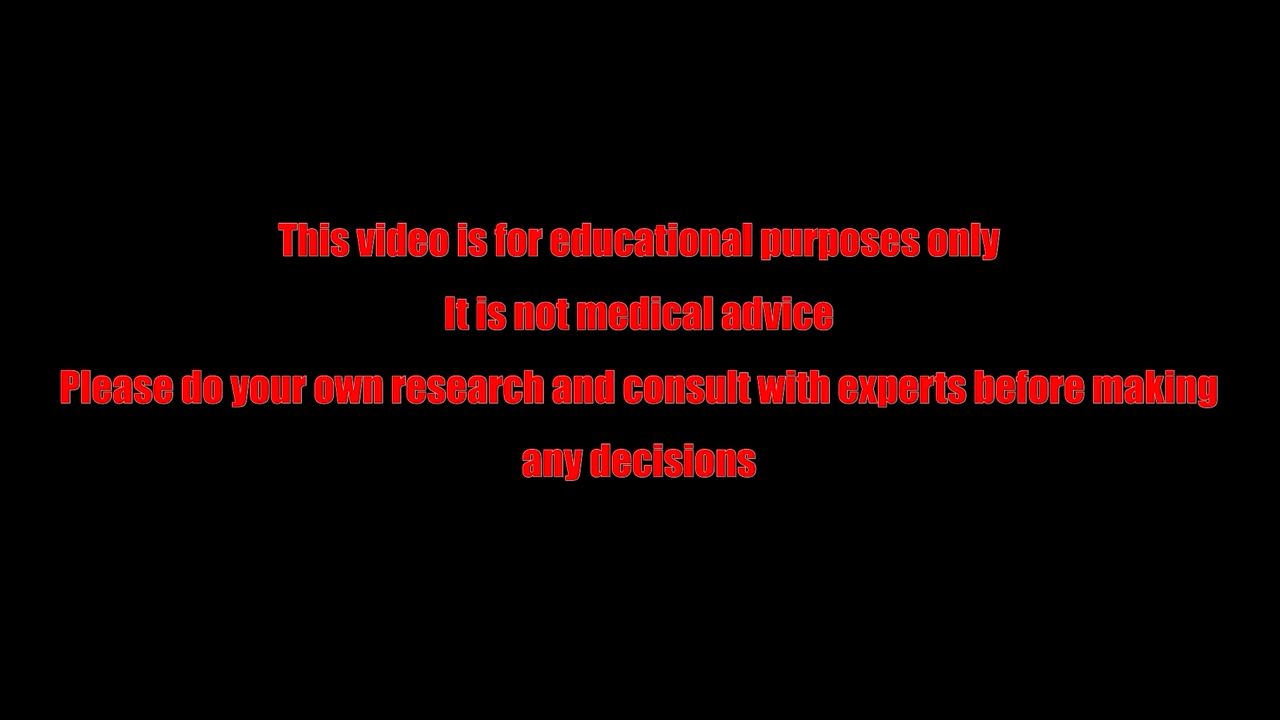 This video is for educational purposes only
It is not medical advice
Please do your own research and consult with experts before making
any decisions